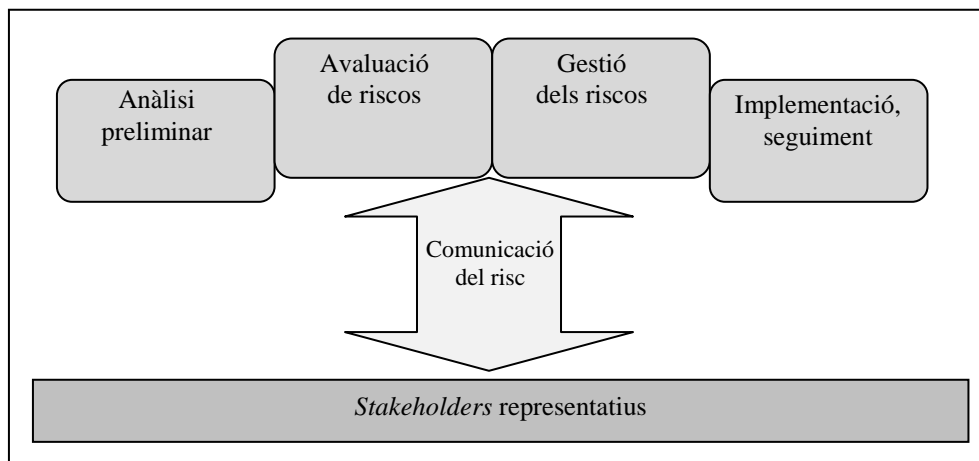 Anàlisi
preliminar
Avaluació
de riscos
Gestió
dels riscos
Implementació,
seguiment
Comunicació
del risc
Stakeholders representatius